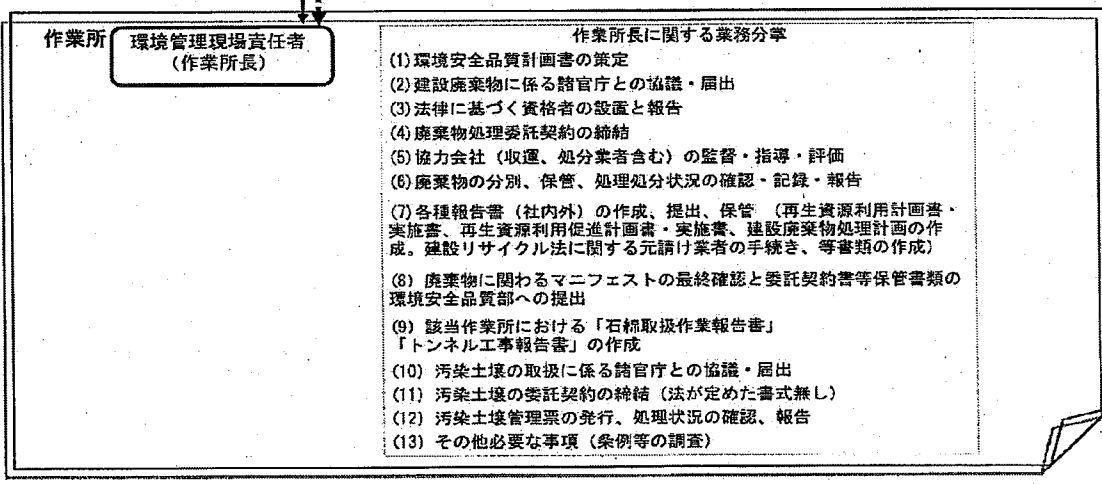 作業所
環境管理現場責任者
(作業所長)
作業所長に関する業務分掌
(1)環境安全品質計画書の策定
(2)建設廃棄物に係る諸官庁との協議・届出
(3)法律に基づく資格者の設置と報告
(4)廃棄物処理委託契約の締結
(5)協力会社（収運、処分業者含む）の監督・指導・評価
(6)廃棄物の分別、保管、処理処分状況の確認・記録・報告
(7)各種報告書（社内外）の作成、提出、保管　（再生資源利用計画書・
実施書、再生資源利用促進計画書・実施書、建設廃棄物処理計画の作
成。建設リサイクル法に関する元請け業者の手続き、等書類の作成）
(8) 廃棄物に関わるマニフェストの最終確認と委託契約書等保管書類の
環境安全品質部への提出
(9) 該当作業所における「石綿取扱作業報告書」
「トンネル工事報告書」の作成
(10) 汚染土壌の取扱に係る諸官庁との協議・届出
(11) 汚染土壌の委託契約の締結（法が定めた書式無し）
(12) 汚染土壌管理票の発行、処理状況の確認、報告
(13) その他必要な事項（条例等の調査）